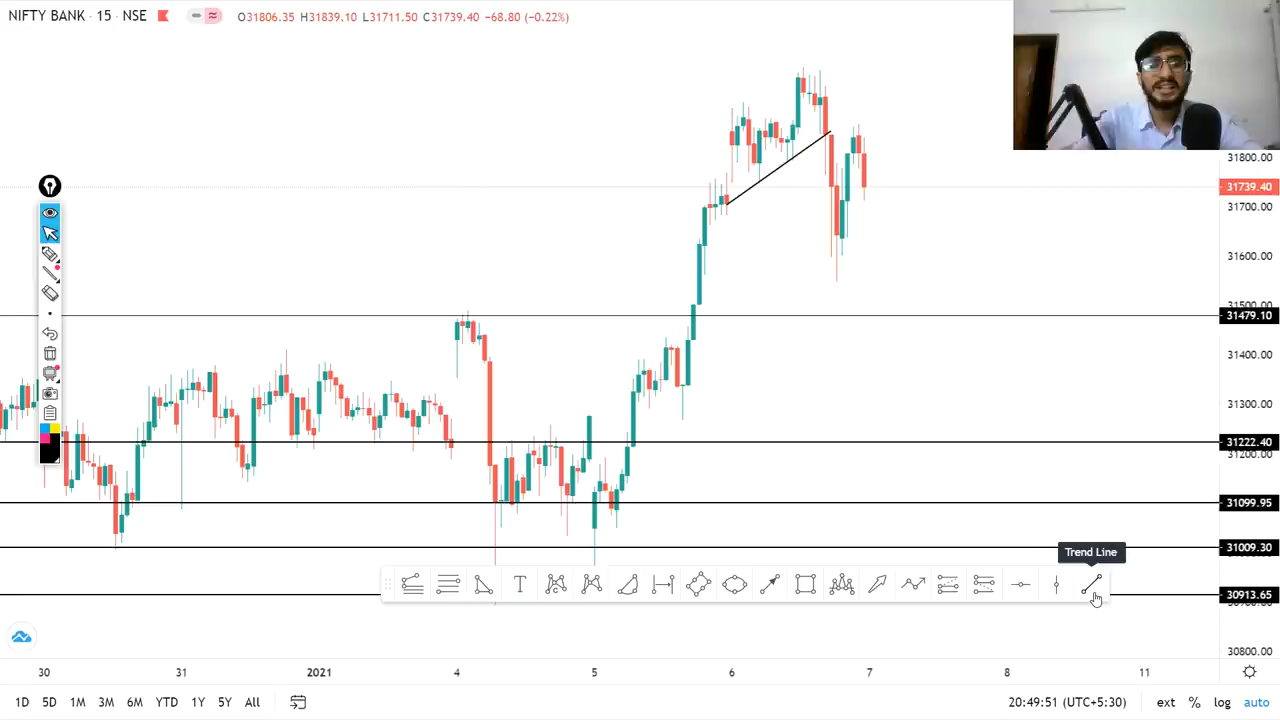 NIFTY BANK · 15 · NSE
O31806.35 H31839.10 L31711.50 C31739.40 −68.80 (−0.22%)
31800.00
31739.40
31700.00
31600.00
31500.00
31479.10
31400.00
31300.00
31222.40
31200.00
31099.95
31009.30
Trend Line
T
30913.65
30800.00
30 31 2021 4 5 6 7 8 11
1D 5D 1M 3M 6M YTD 1Y 5Y All 20:49:51 (UTC+5:30) ext % log auto